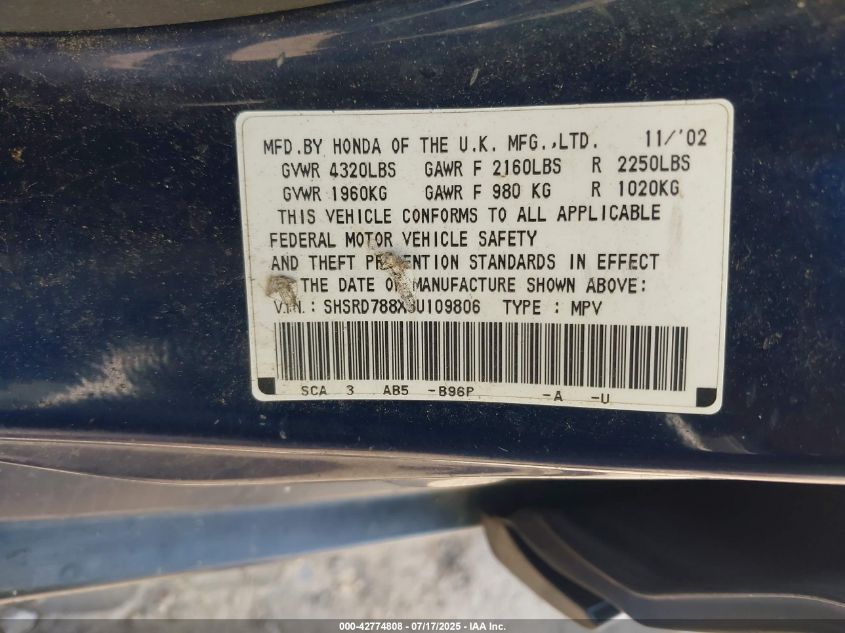 MFD.BY HONDA OF THE U.K. MFG.,LTD. 11/'02
GVWR 4320LBS GAWR F 2160LBS R 2250LBS
GVWR 1960KG GAWR F 980 KG R 1020KG
THIS VEHICLE CONFORMS TO ALL APPLICABLE
FEDERAL MOTOR VEHICLE SAFETY
AND THEFT PREVENTION STANDARDS IN EFFECT
THE DATE OF MANUFACTURE SHOWN ABOVE:
V.I.N.: SHSRD788X3U109806 TYPE : MPV
SCA 3 AB5 -B96P -A -U
000-42774808 - 07/17/2025 - IAA Inc.